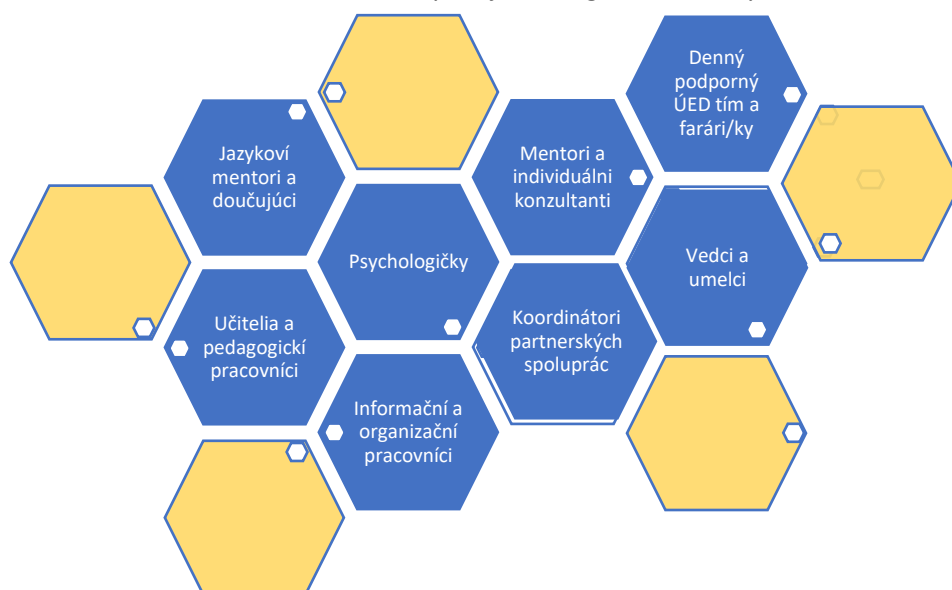 Denný
podporný
ÚED tím a
farári/ky
Jazykoví
mentori a
doučujúci
Mentori a
individuálni
konzultanti
Psychologičky
Vedci a
umelci
Učitelia a
pedagogickí
pracovníci
Koordinátori
partnerských
spoluprác
Informační a
organizační
pracovníci